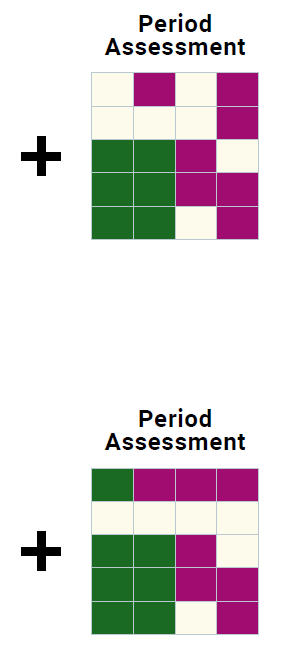 Period
Assessment
+
Period
Assessment
+